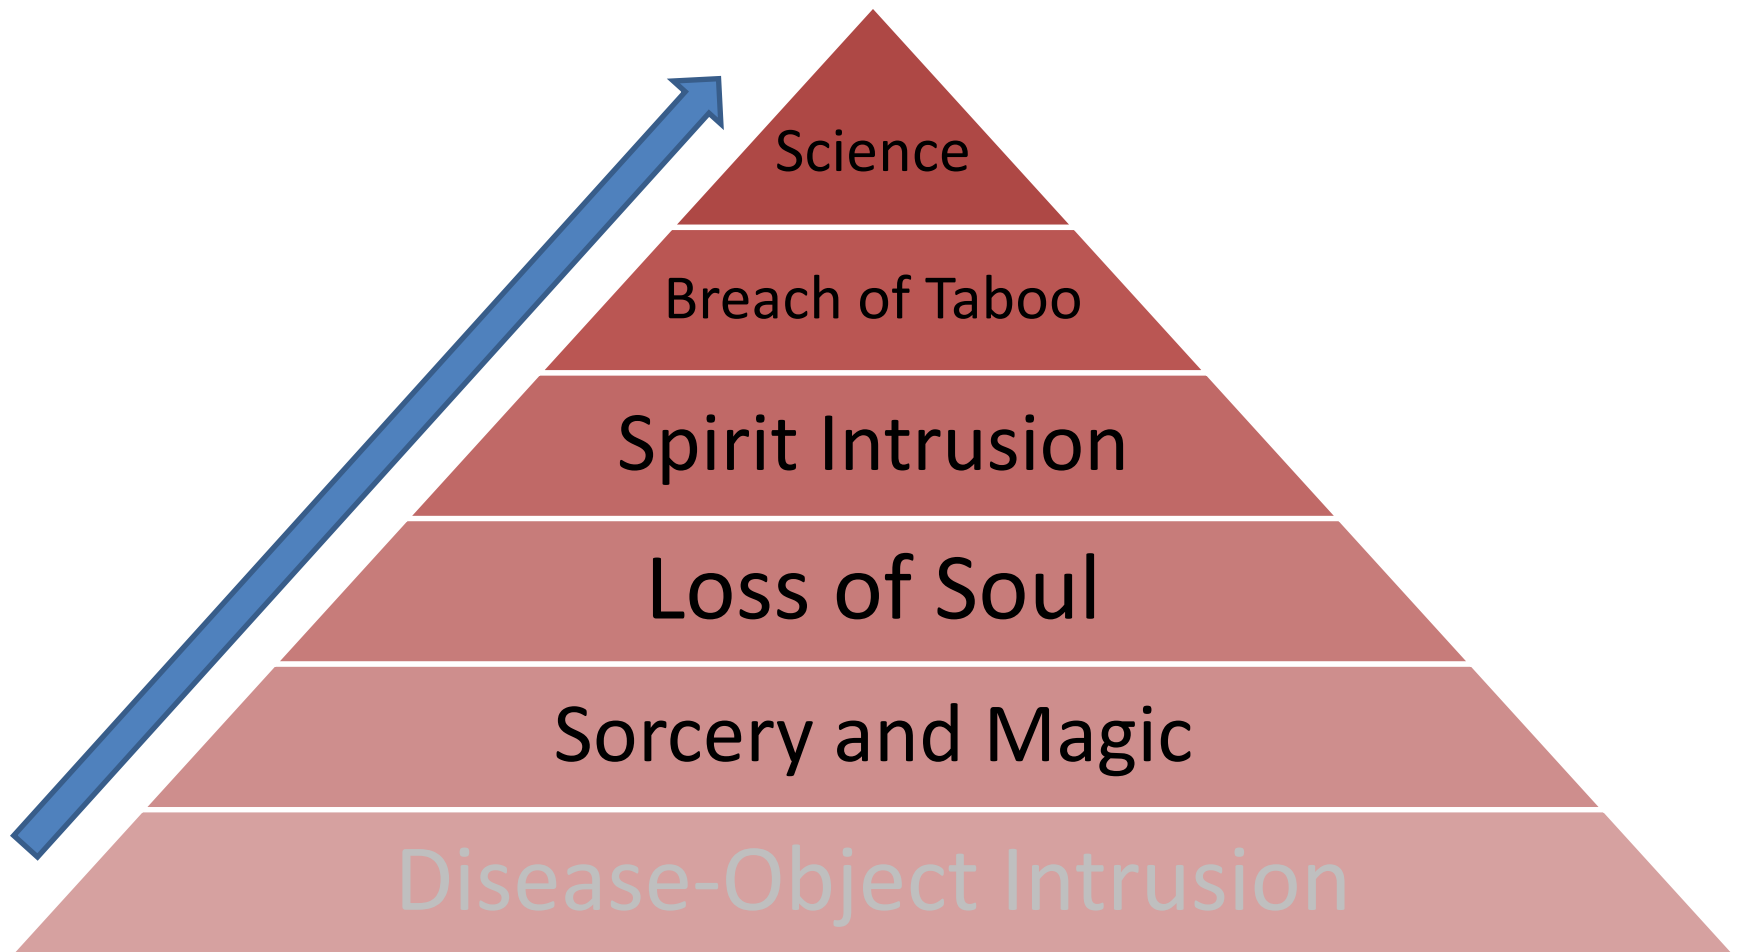 Science
Breach of Taboo
Spirit Intrusion
Loss of Soul
Sorcery and Magic
Disease-Object Intrusion